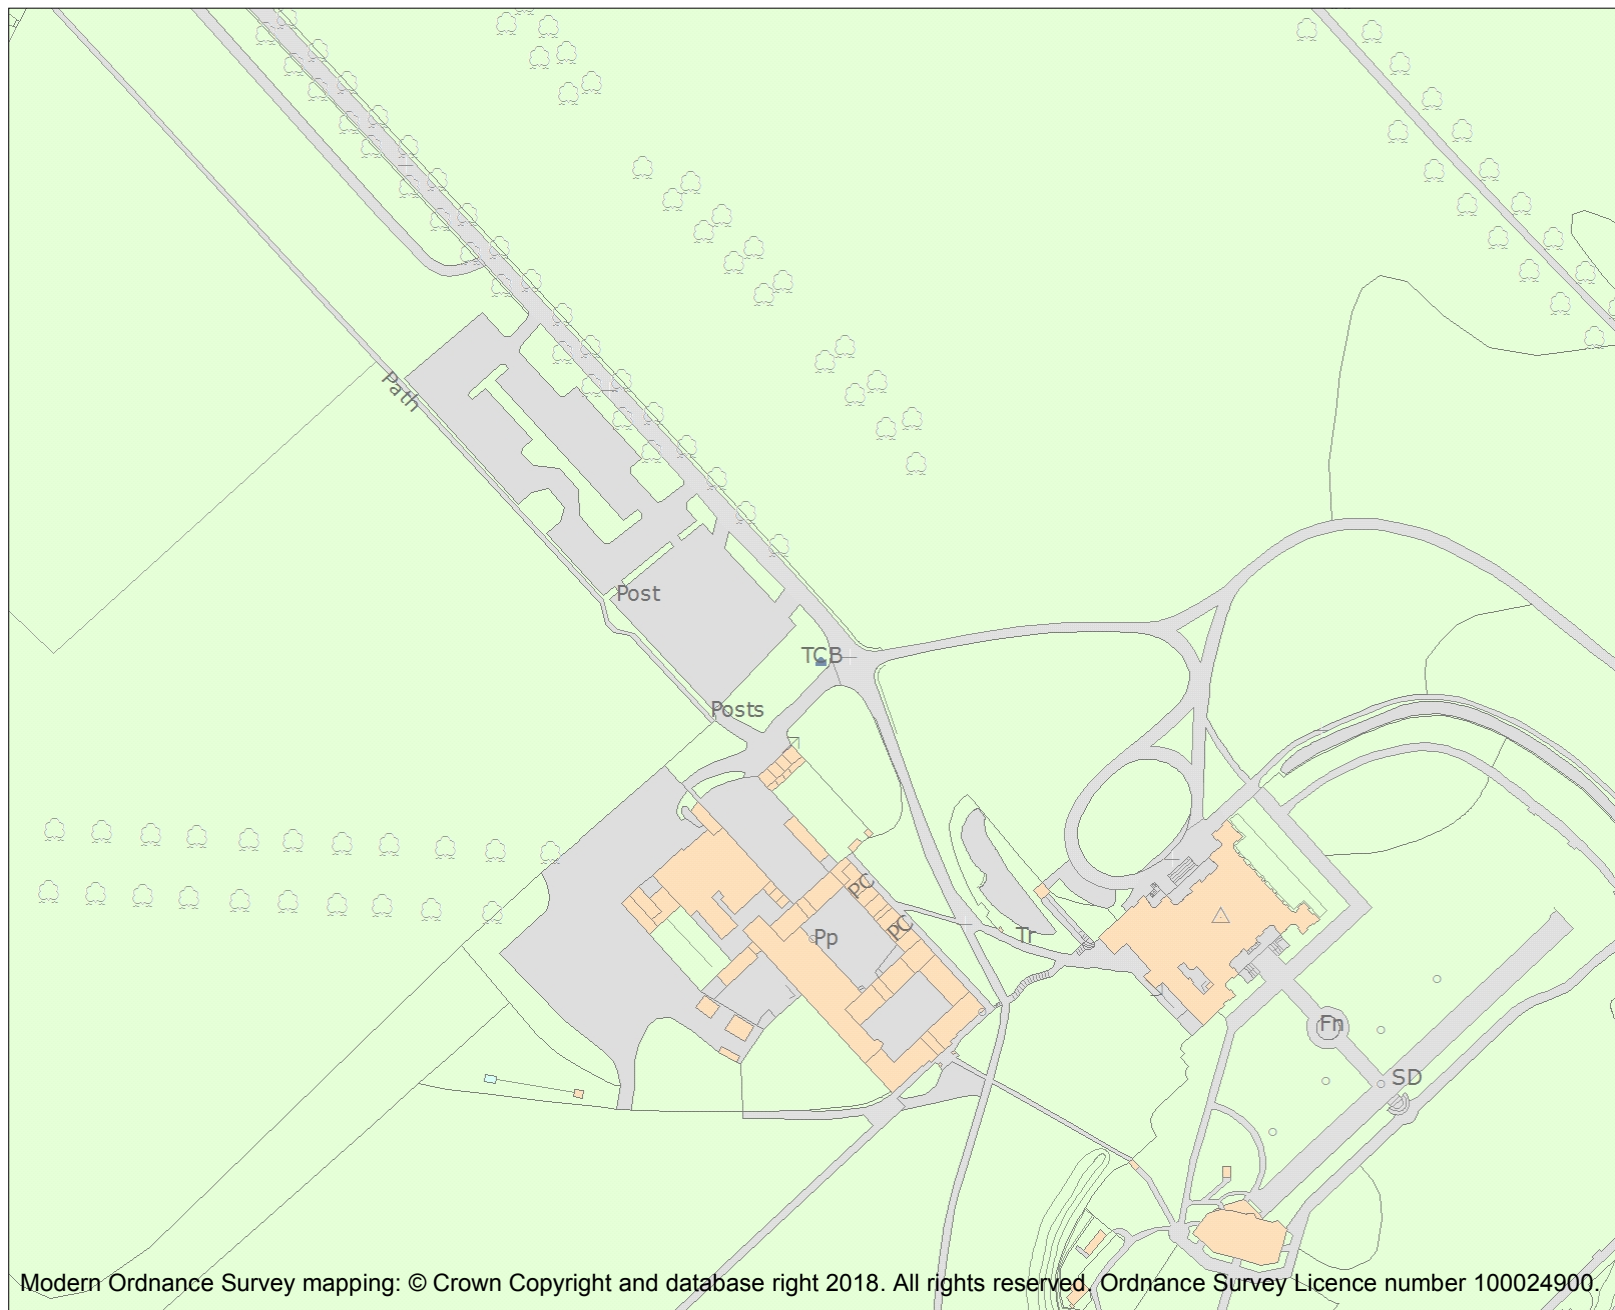 Path
Post
TCB
Posts
PC
PC
Pp
Tr
Fn
SD
Modern Ordnance Survey mapping: © Crown Copyright and database right 2018. All rights reserved. Ordnance Survey Licence number 100024900.